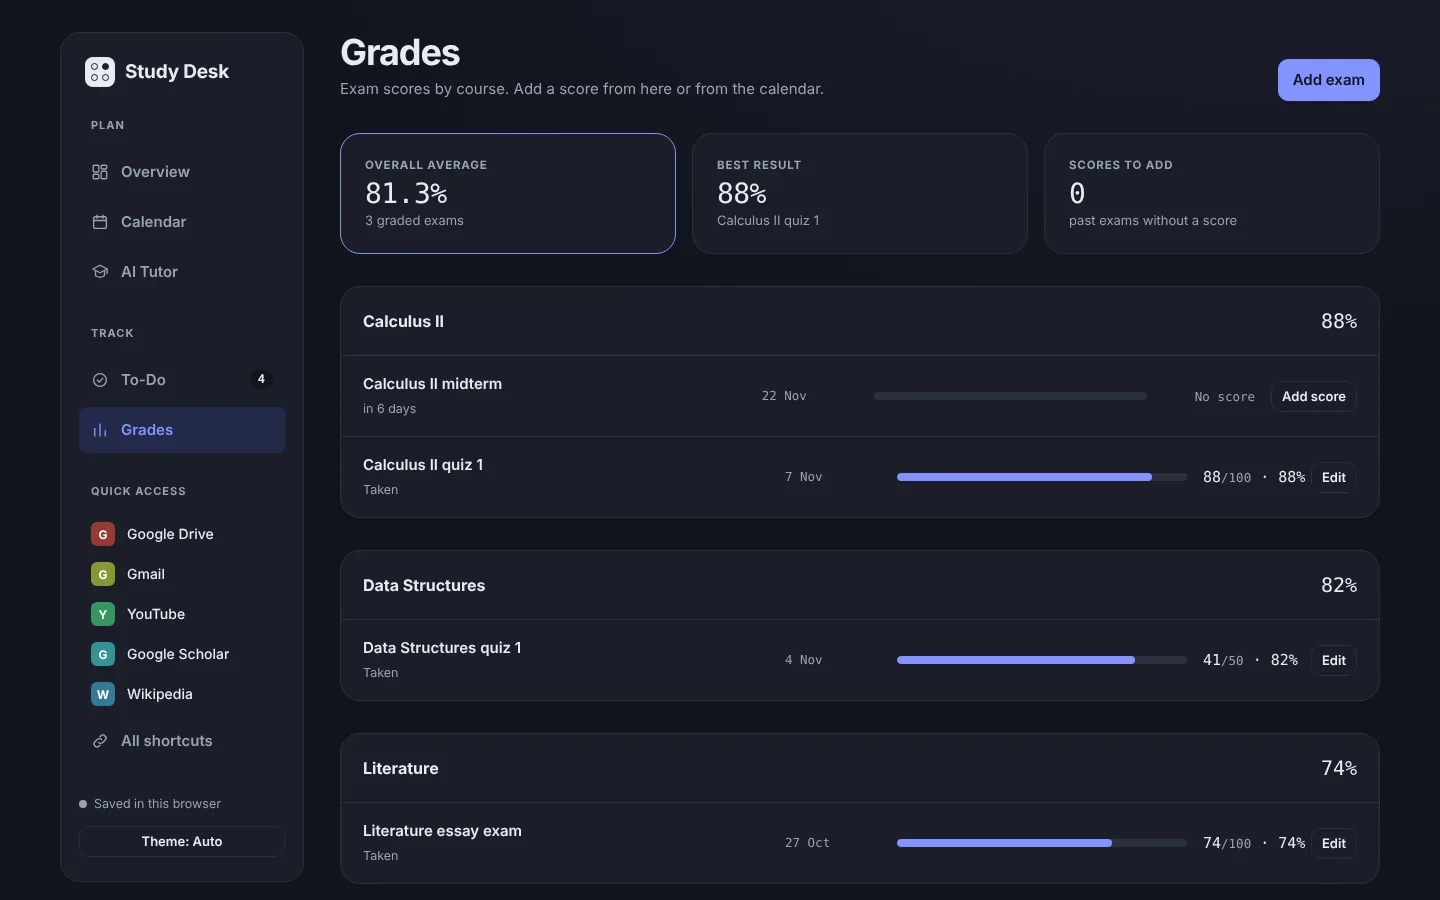 Study Desk
PLAN
Overview
Calendar
AI Tutor
TRACK
To-Do 4
Grades
QUICK ACCESS
G Google Drive
G Gmail
Y YouTube
G Google Scholar
W Wikipedia
All shortcuts
Saved in this browser
Theme: Auto
Grades
Exam scores by course. Add a score from here or from the calendar.
Add exam
OVERALL AVERAGE
81.3%
3 graded exams
BEST RESULT
88%
Calculus II quiz 1
SCORES TO ADD
0
past exams without a score
Calculus II 88%
Calculus II midterm
in 6 days
22 Nov
No score
Add score
Calculus II quiz 1
Taken
7 Nov
88/100 · 88%
Edit
Data Structures 82%
Data Structures quiz 1
Taken
4 Nov
41/50 · 82%
Edit
Literature 74%
Literature essay exam
Taken
27 Oct
74/100 · 74%
Edit